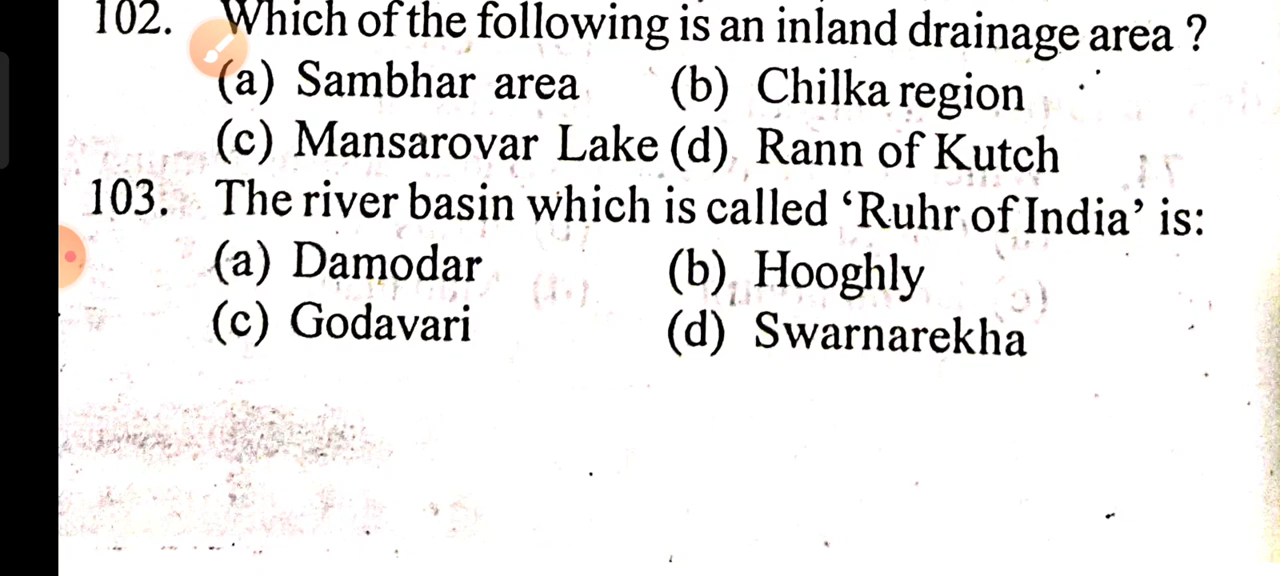 102. Which of the following is an inland drainage area ?
(a) Sambhar area (b) Chilka region
(c) Mansarovar Lake (d) Rann of Kutch
103. The river basin which is called ‘Ruhr of India’ is:
(a) Damodar (b) Hooghly
(c) Godavari (d) Swarnarekha